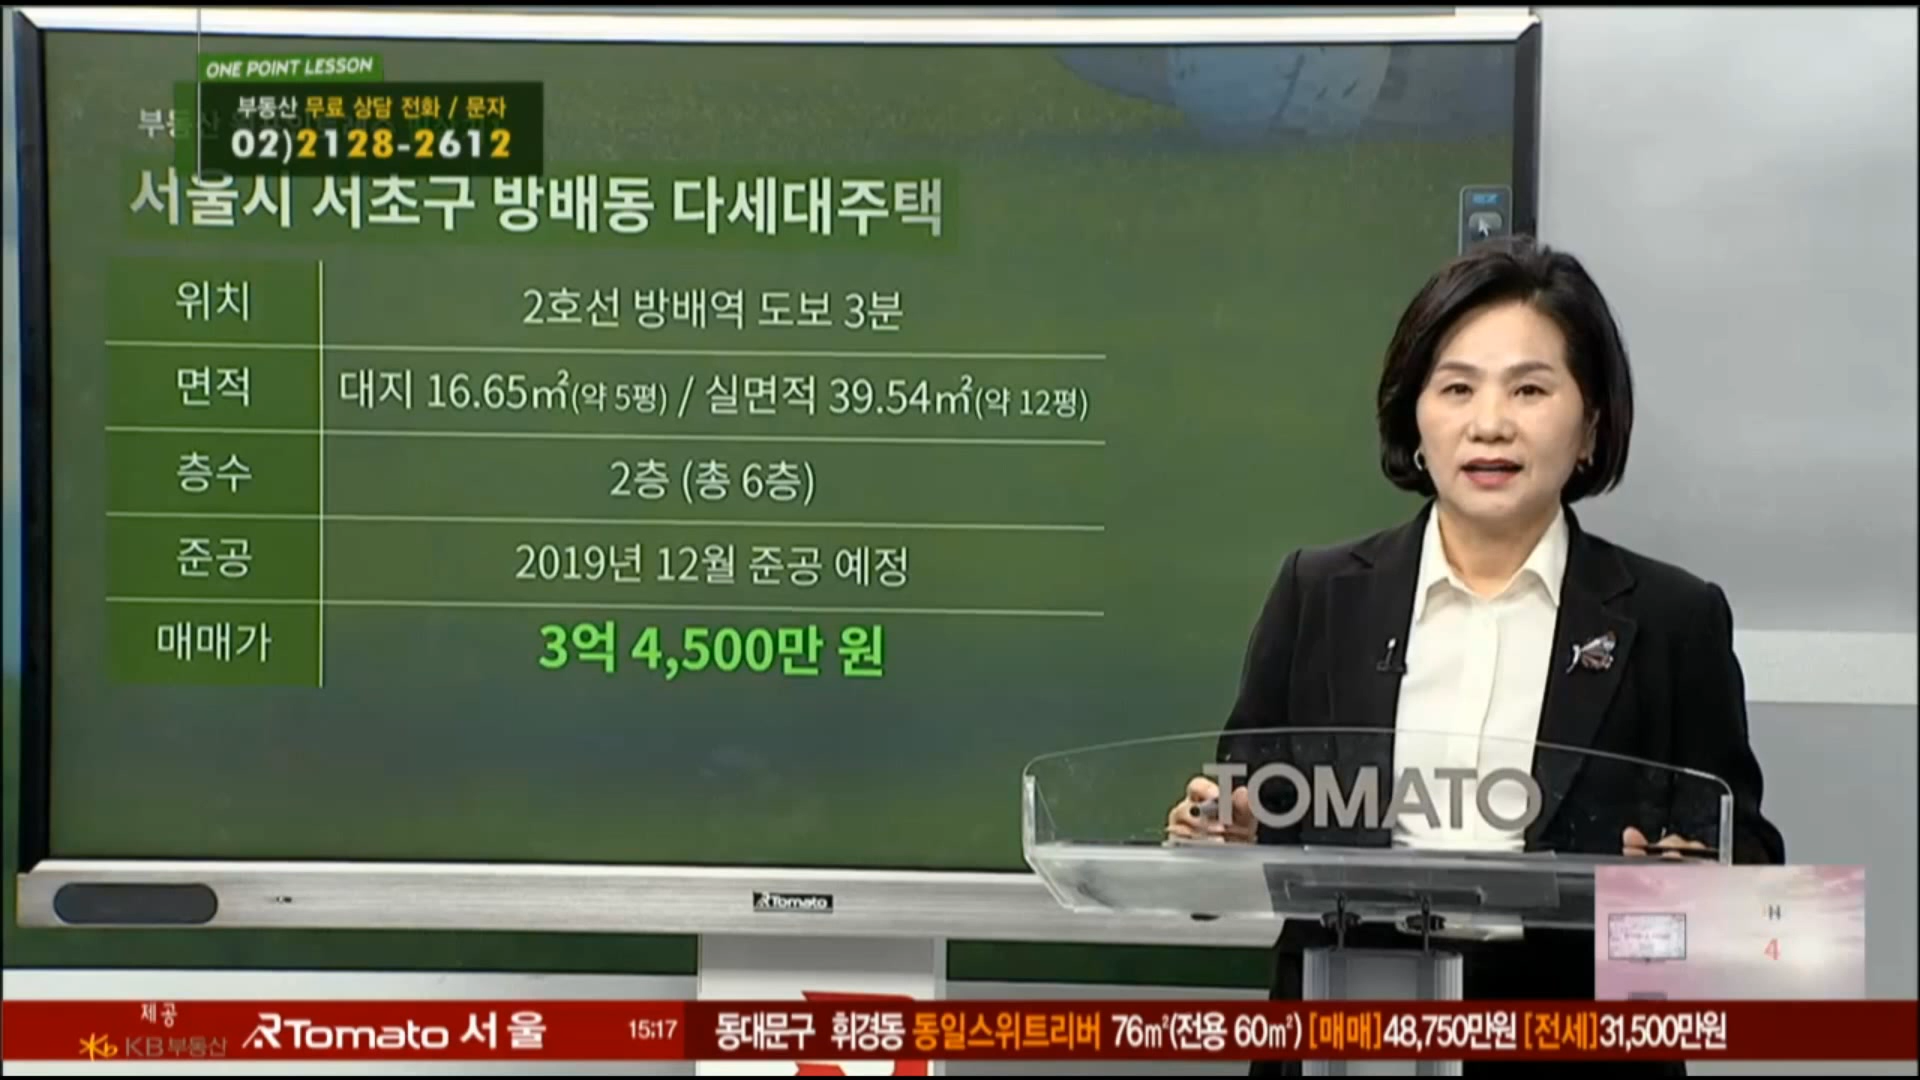 ONE POINT LESSON
부동산 무료 상담 전화 / 문자
02)2128-2612
서울시 서초구 방배동 다세대주택
위치
2호선 방배역 도보 3분
면적
대지 16.65㎡(약 5평) / 실면적 39.54㎡(약 12평)
층수
2층 (총 6층)
준공
2019년 12월 준공 예정
매매가
3억 4,500만 원
TOMATO
RTomato
4
제공
KB부동산
RTomato 서울
15:17
동대문구 휘경동 동일스위트리버 76㎡(전용 60㎡) [매매]48,750만원 [전세]31,500만원